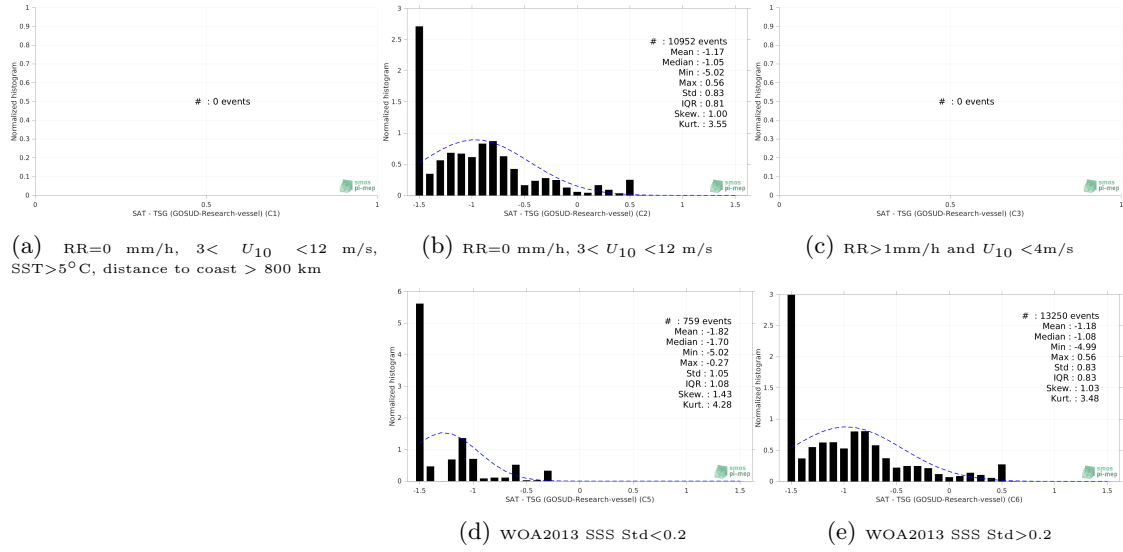 1
0.9
0.8
0.7
0.6
0.5
0.4
0.3
0.2
0.1
0
Normalized histogram
# : 0 events
0 0.5 1
SAT - TSG (GOSUD-Research-vessel) (C1)
smos
pi-mep
(a) RR=0 mm/h, 3< U10 <12 m/s,
SST>5°C, distance to coast > 800 km
3
2.5
2
1.5
1
0.5
0
Normalized histogram
# : 10952 events
Mean : -1.17
Median : -1.05
Min : -5.02
Max : 0.56
Std : 0.83
IQR : 0.81
Skew. : 1.00
Kurt. : 3.55
-1.5 -1 -0.5 0 0.5 1 1.5
SAT - TSG (GOSUD-Research-vessel) (C2)
smos
pi-mep
(b) RR=0 mm/h, 3< U10 <12 m/s
1
0.9
0.8
0.7
0.6
0.5
0.4
0.3
0.2
0.1
0
Normalized histogram
# : 0 events
0 0.5 1
SAT - TSG (GOSUD-Research-vessel) (C3)
smos
pi-mep
(c) RR>1mm/h and U10 <4m/s
6
5
4
3
2
1
0
Normalized histogram
# : 759 events
Mean : -1.82
Median : -1.70
Min : -5.02
Max : -0.27
Std : 1.05
IQR : 1.08
Skew. : 1.43
Kurt. : 4.28
-1.5 -1 -0.5 0 0.5 1 1.5
SAT - TSG (GOSUD-Research-vessel) (C5)
smos
pi-mep
(d) WOA2013 SSS Std<0.2
3
2.5
2
1.5
1
0.5
0
Normalized histogram
# : 13250 events
Mean : -1.18
Median : -1.08
Min : -4.99
Max : 0.56
Std : 0.83
IQR : 0.83
Skew. : 1.03
Kurt. : 3.48
-1.5 -1 -0.5 0 0.5 1 1.5
SAT - TSG (GOSUD-Research-vessel) (C6)
smos
pi-mep
(e) WOA2013 SSS Std>0.2